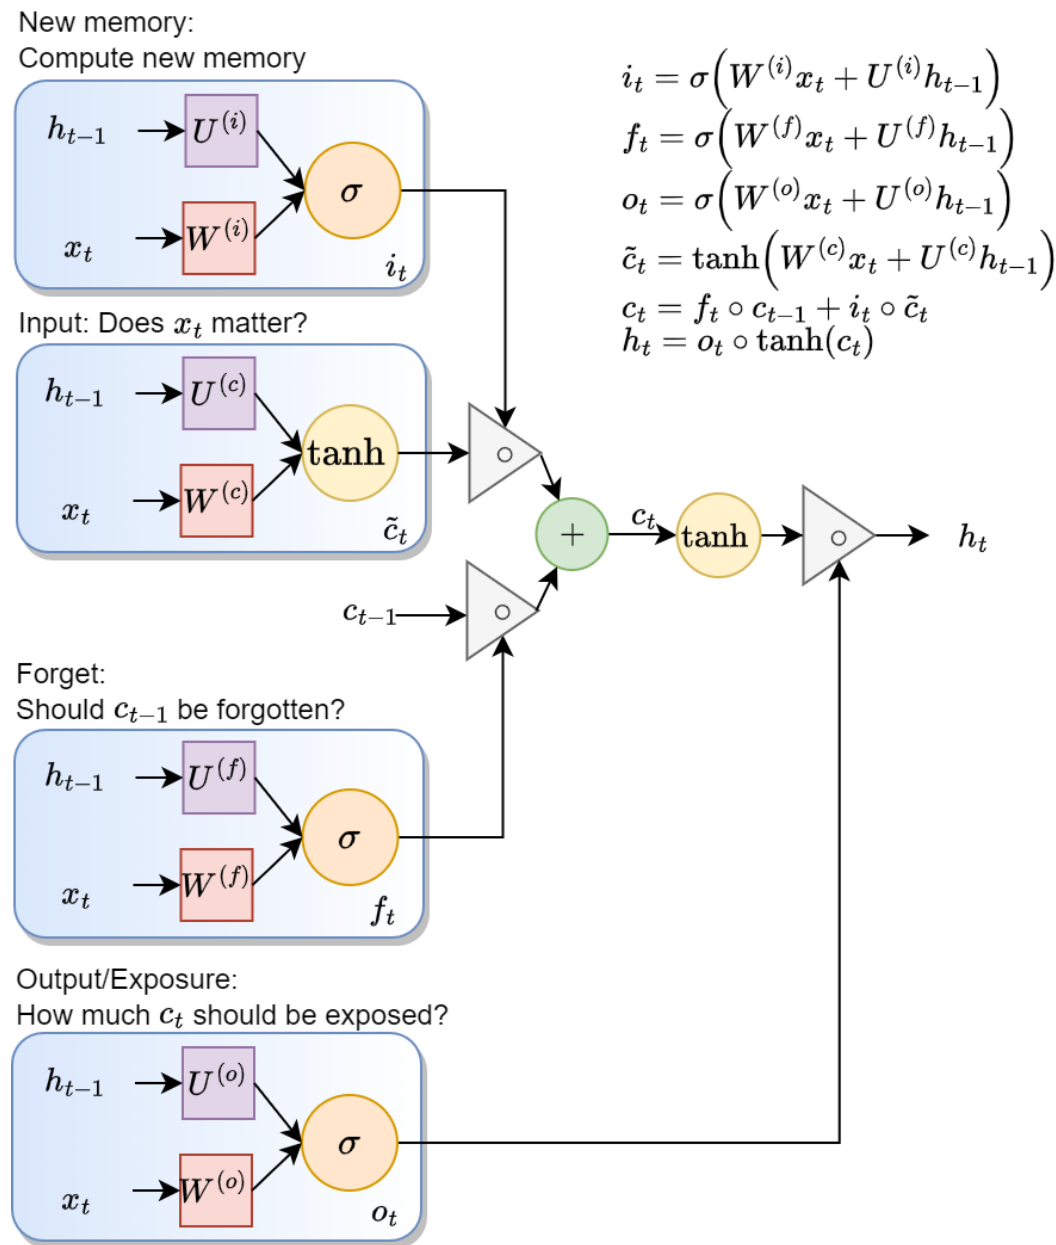 New memory:
Compute new memory
h_{t−1} U^{(i)}
σ
x_t W^{(i)}
i_t
i_t = σ(W^{(i)}x_t + U^{(i)}h_{t−1})
f_t = σ(W^{(f)}x_t + U^{(f)}h_{t−1})
o_t = σ(W^{(o)}x_t + U^{(o)}h_{t−1})
c̃_t = tanh(W^{(c)}x_t + U^{(c)}h_{t−1})
c_t = f_t ∘ c_{t−1} + i_t ∘ c̃_t
h_t = o_t ∘ tanh(c_t)
Input: Does x_t matter?
h_{t−1} U^{(c)}
tanh
x_t W^{(c)}
c̃_t
∘
+
c_t
tanh
∘
h_t
c_{t−1}
∘
Forget:
Should c_{t−1} be forgotten?
h_{t−1} U^{(f)}
σ
x_t W^{(f)}
f_t
Output/Exposure:
How much c_t should be exposed?
h_{t−1} U^{(o)}
σ
x_t W^{(o)}
o_t